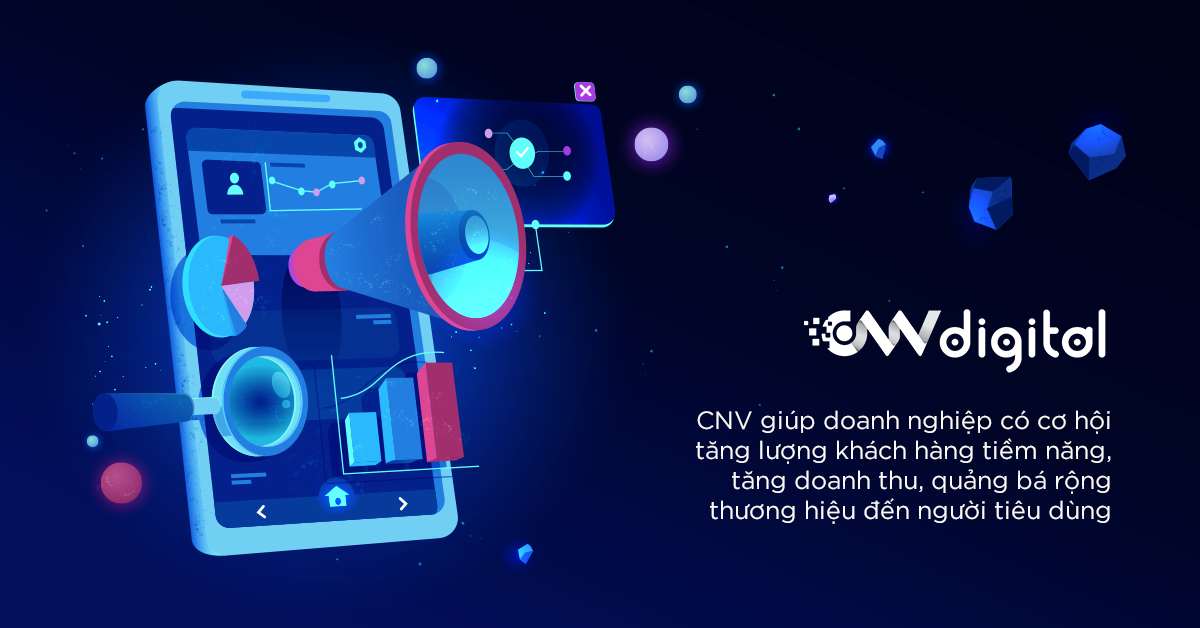 CNVdigital
CNV giúp doanh nghiệp có cơ hội
tăng lượng khách hàng tiềm năng,
tăng doanh thu, quảng bá rộng
thương hiệu đến người tiêu dùng